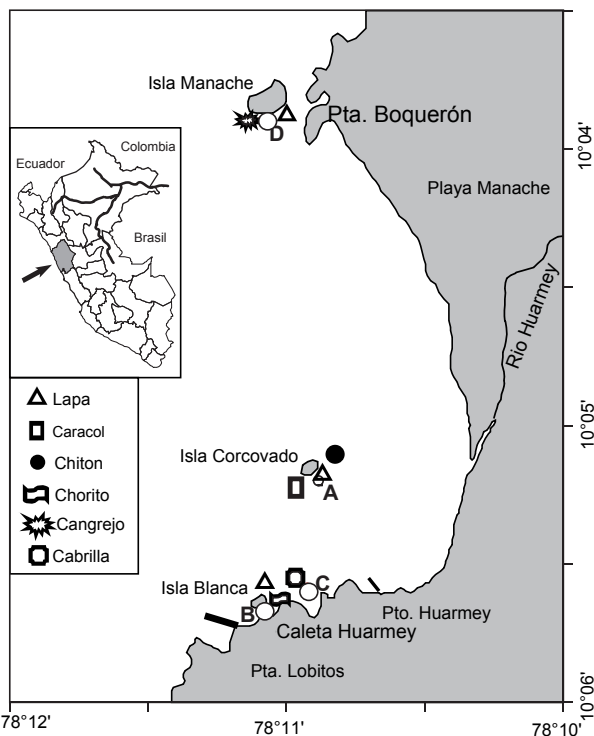 Isla Manache
D
Pta. Boquerón
10°04'
Playa Manache
Colombia
Ecuador
Brasil
Rio Huarmey
Lapa
Caracol
Chiton
Chorito
Cangrejo
Cabrilla
10°05'
Isla Corcovado
A
Isla Blanca
C
B
Pto. Huarmey
Caleta Huarmey
Pta. Lobitos
10°06'
78°12'
78°11'
78°10'